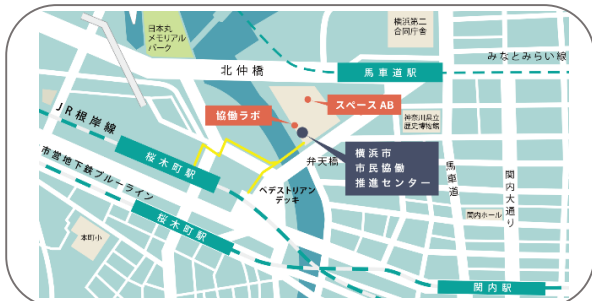 日本丸
メモリアル
パーク
横浜第二
合同庁舎
みなとみらい線
北仲橋
馬車道駅
スペースAB
協働ラボ
神奈川県立
歴史博物館
JR根岸線
横浜市
市民協働
推進センター
弁天橋
桜木町駅
市営地下鉄ブルーライン
馬車道
関内大通り
ペデストリアン
デッキ
桜木町駅
関内ホール
本町小
関内駅